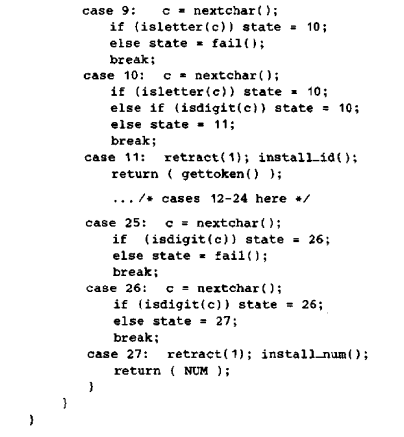 case 9: c = nextchar();
if (isletter(c)) state = 10;
else state = fail();
break;
case 10: c = nextchar();
if (isletter(c)) state = 10;
else if (isdigit(c)) state = 10;
else state = 11;
break;
case 11: retract(1); install_id();
return ( gettoken() );
.../* cases 12-24 here */
case 25: c = nextchar();
if (isdigit(c)) state = 26;
else state = fail();
break;
case 26: c = nextchar();
if (isdigit(c)) state = 26;
else state = 27;
break;
case 27: retract(1); install_num();
return ( NUM );
}
}
}